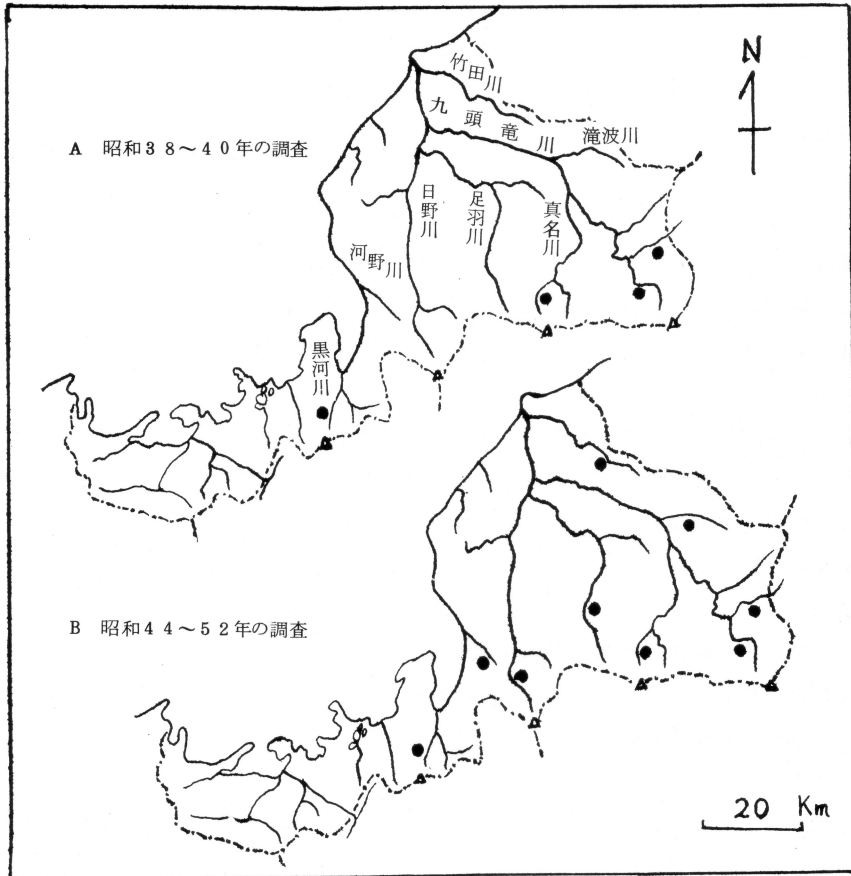 N
竹田川
九頭竜川
滝波川
A 昭和38~40年の調査
日野川
足羽川
真名川
河野川
黒河川
B 昭和44~52年の調査
20 Km